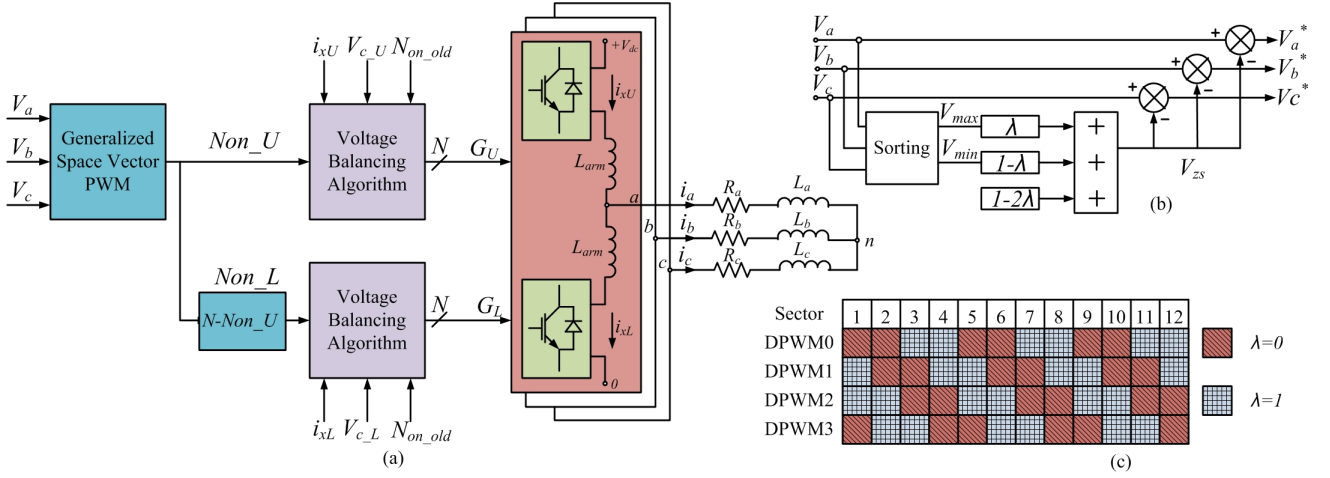 V_a
V_b
V_c
Generalized
Space Vector
PWM
Non_U
i_xU V_c_U N_on_old
Voltage
Balancing
Algorithm
N
G_U
Non_L
N-Non_U
Voltage
Balancing
Algorithm
N
G_L
i_xL V_c_L N_on_old
(a)
+V_dc
i_xU
L_arm
a
L_arm
i_xL
0
b
c
i_a R_a L_a
i_b R_b L_b
i_c R_c L_c
n
V_a
V_b
V_c
+ − V_a*
+ − V_b*
+ − Vc*
Sorting
V_max λ +
V_min 1-λ +
1-2λ +
V_zs
(b)
Sector 1 2 3 4 5 6 7 8 9 10 11 12
DPWM0
DPWM1
DPWM2
DPWM3
λ=0
λ=1
(c)